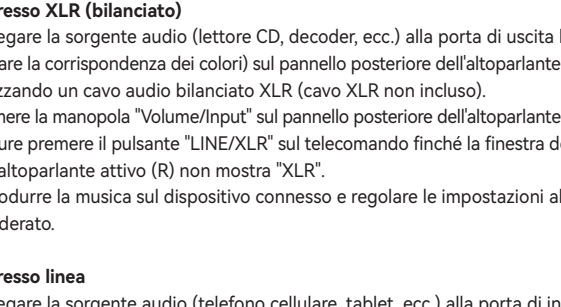 resso XLR (bilanciato)
egare la sorgente audio (lettore CD, decoder, ecc.) alla porta di uscita
are la corrispondenza dei colori) sul pannello posteriore dell'altoparlante
zzando un cavo audio bilanciato XLR (cavo XLR non incluso).
mere la manopola "Volume/Input" sul pannello posteriore dell'altoparlante
ure premere il pulsante "LINE/XLR" sul telecomando finché la finestra d
altoparlante attivo (R) non mostra "XLR".
odurre la musica sul dispositivo connesso e regolare le impostazioni al
derato.
resso linea
egare la sorgente audio (telefono cellulare, tablet, ecc.) alla porta di in